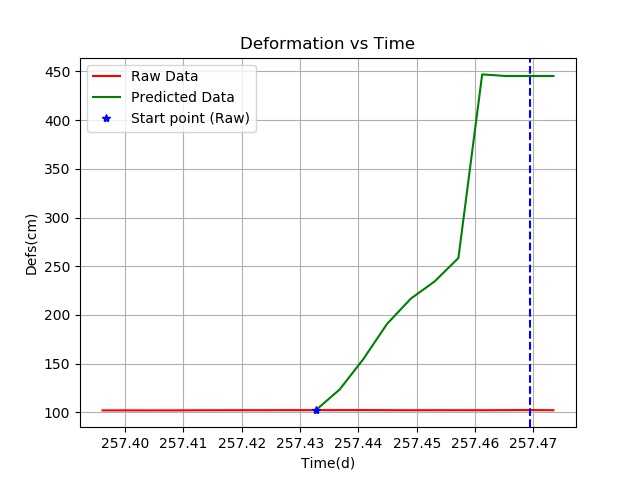 Deformation vs Time
Raw Data
Predicted Data
Start point (Raw)
Defs(cm)
450
400
350
300
250
200
150
100
257.40 257.41 257.42 257.43 257.44 257.45 257.46 257.47
Time(d)